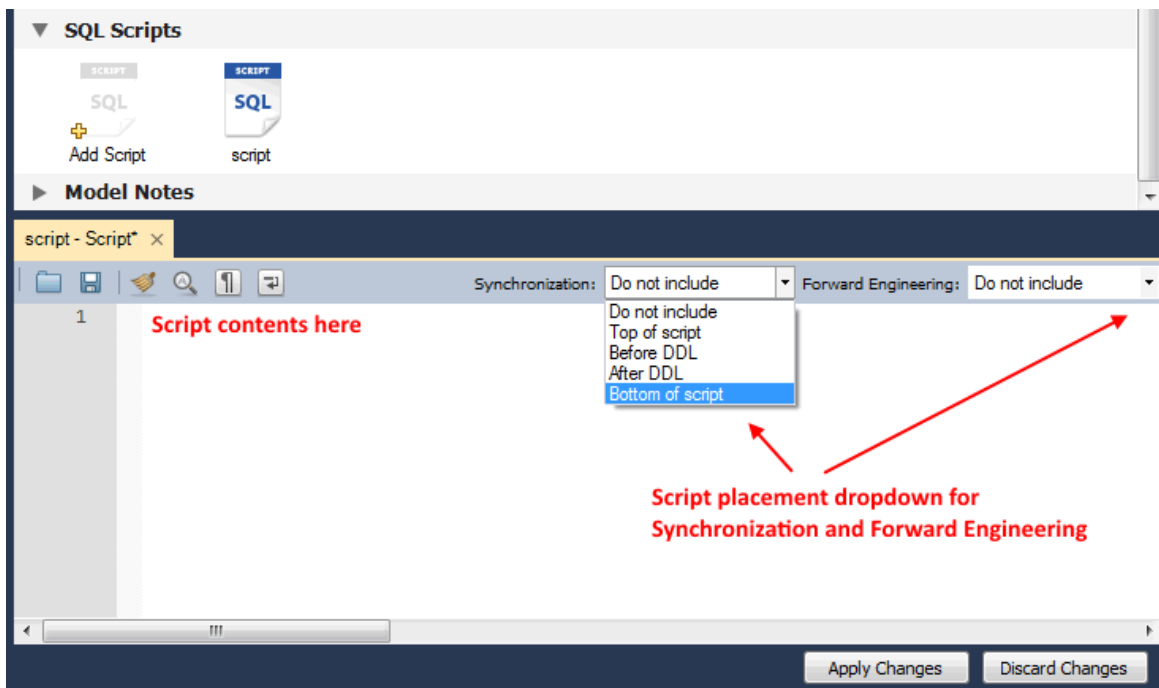 SQL Scripts
SCRIPT SCRIPT
SQL SQL
Add Script script
Model Notes
script - Script*
Synchronization: Do not include Forward Engineering: Do not include
1 Script contents here
Do not include
Top of script
Before DDL
After DDL
Bottom of script
Script placement dropdown for
Synchronization and Forward Engineering
Apply Changes Discard Changes